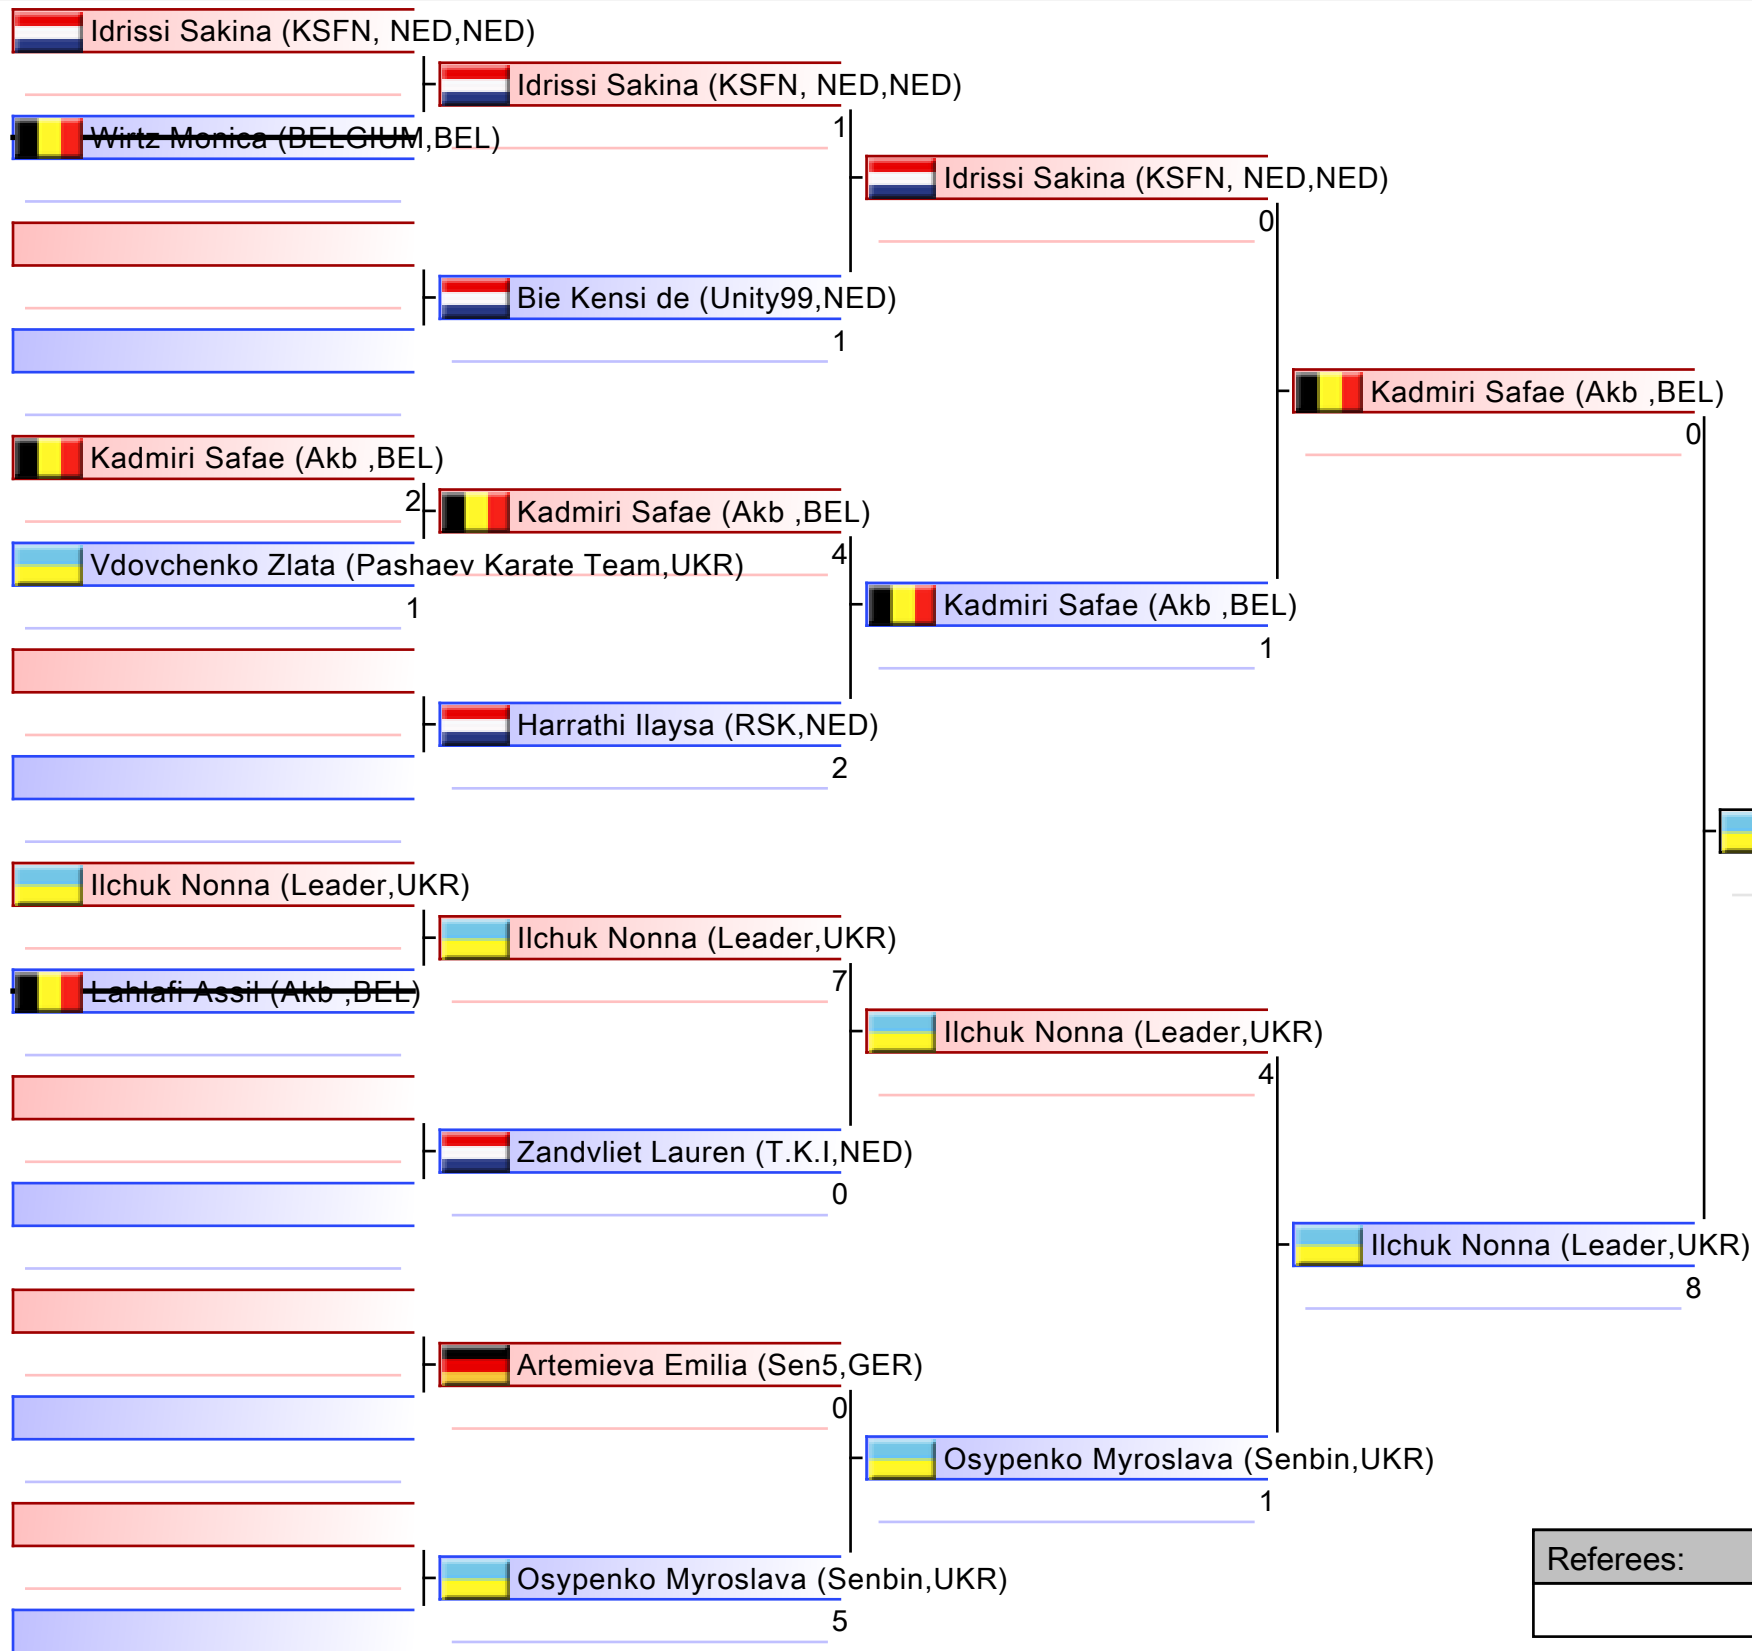 Idrissi Sakina (KSFN, NED,NED)
Idrissi Sakina (KSFN, NED,NED)
1
Wirtz Monica (BELGIUM,BEL)
Idrissi Sakina (KSFN, NED,NED)
0
Bie Kensi de (Unity99,NED)
1
Kadmiri Safae (Akb ,BEL)
0
Kadmiri Safae (Akb ,BEL)
2
Kadmiri Safae (Akb ,BEL)
4
Vdovchenko Zlata (Pashaev Karate Team,UKR)
1
Kadmiri Safae (Akb ,BEL)
1
Harrathi Ilaysa (RSK,NED)
2
Ilchuk Nonna (Leader,UKR)
Ilchuk Nonna (Leader,UKR)
7
Lahlafi Assil (Akb ,BEL)
Ilchuk Nonna (Leader,UKR)
4
Zandvliet Lauren (T.K.I,NED)
0
Ilchuk Nonna (Leader,UKR)
8
Artemieva Emilia (Sen5,GER)
0
Osypenko Myroslava (Senbin,UKR)
1
Osypenko Myroslava (Senbin,UKR)
5
Referees: